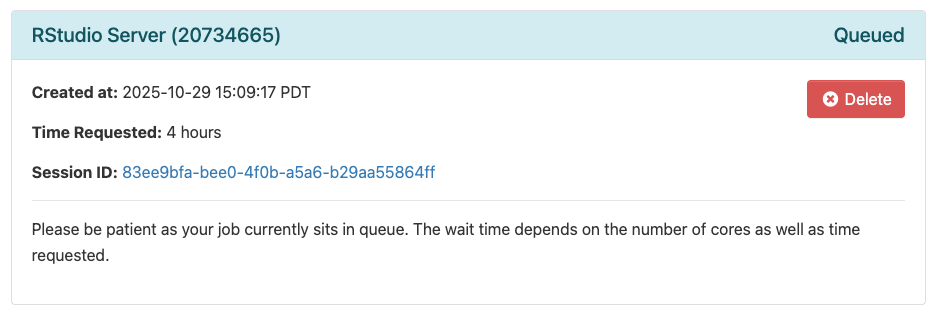 RStudio Server (20734665) Queued
Created at: 2025-10-29 15:09:17 PDT
Delete
Time Requested: 4 hours
Session ID: 83ee9bfa-bee0-4f0b-a5a6-b29aa55864ff
Please be patient as your job currently sits in queue. The wait time depends on the number of cores as well as time
requested.